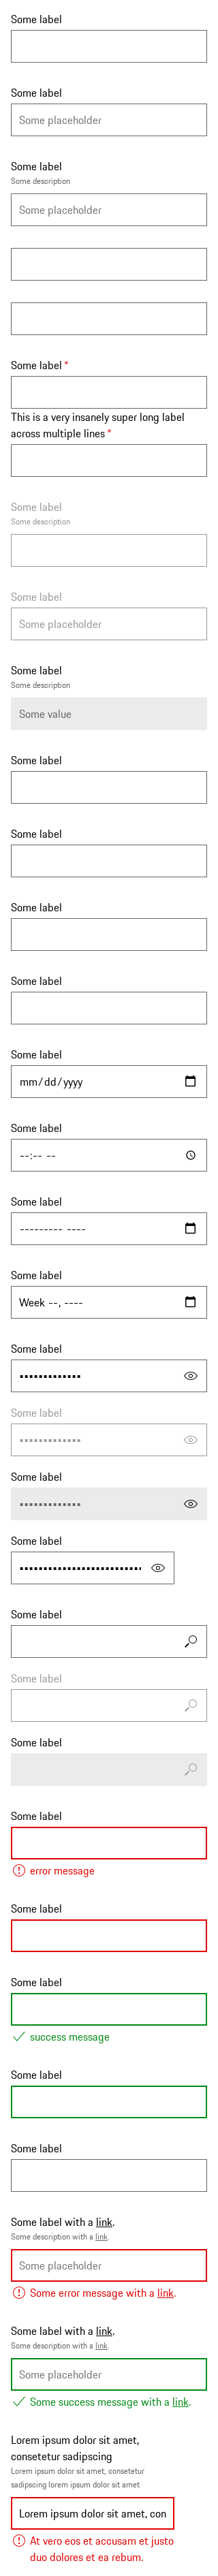 Some label
Some label
Some placeholder
Some label
Some description
Some placeholder
Some label *
This is a very insanely super long label
across multiple lines *
Some label
Some description
Some label
Some placeholder
Some label
Some description
Some value
Some label
Some label
Some label
Some label
Some label
mm/dd/yyyy
Some label
--:-- --
Some label
--------- ----
Some label
Week --, ----
Some label
•••••••••••••
Some label
•••••••••••••
Some label
•••••••••••••
Some label
Some label
Some label
Some label
Some label
error message
Some label
Some label
success message
Some label
Some label
Some label with a link.
Some description with a link.
Some placeholder
Some error message with a link.
Some label with a link.
Some description with a link.
Some placeholder
Some success message with a link.
Lorem ipsum dolor sit amet,
consetetur sadipscing
Lorem ipsum dolor sit amet, consetetur
sadipscing lorem ipsum dolor sit amet
Lorem ipsum dolor sit amet, con
At vero eos et accusam et justo
duo dolores et ea rebum.